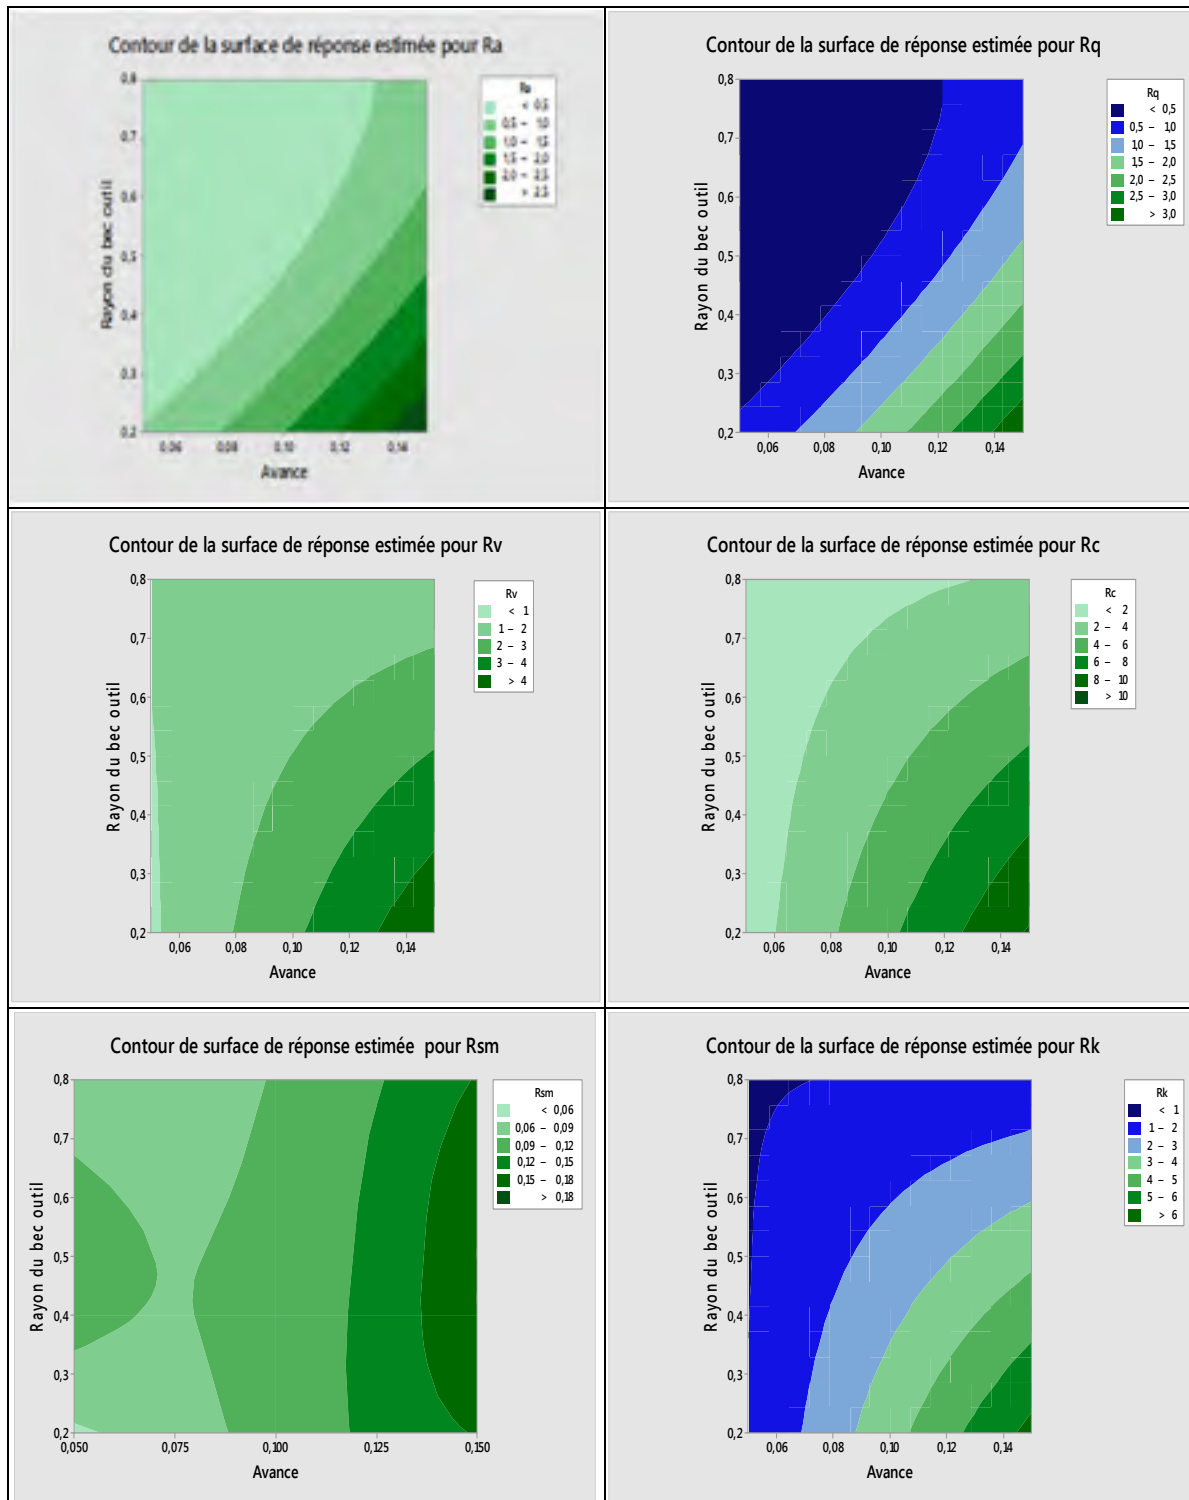 Contour de la surface de réponse estimée pour Ra
Ra
< 0.5
0.5 – 1.0
1.0 – 1.5
1.5 – 2.0
2.0 – 2.5
> 2.5
0.8
0.7
0.6
0.5
0.4
0.3
0.2
Rayon du bec outil
0.06 0.08 0.10 0.12 0.14
Avance
Contour de la surface de réponse estimée pour Rq
Rq
< 0,5
0,5 – 1,0
1,0 – 1,5
1,5 – 2,0
2,0 – 2,5
2,5 – 3,0
> 3,0
0,8
0,7
0,6
0,5
0,4
0,3
0,2
Rayon du bec outil
0,06 0,08 0,10 0,12 0,14
Avance
Contour de la surface de réponse estimée pour Rv
Rv
< 1
1 – 2
2 – 3
3 – 4
> 4
0,8
0,7
0,6
0,5
0,4
0,3
0,2
Rayon du bec outil
0,06 0,08 0,10 0,12 0,14
Avance
Contour de la surface de réponse estimée pour Rc
Rc
< 2
2 – 4
4 – 6
6 – 8
8 – 10
> 10
0,8
0,7
0,6
0,5
0,4
0,3
0,2
Rayon du bec outil
0,06 0,08 0,10 0,12 0,14
Avance
Contour de surface de réponse estimée pour Rsm
Rsm
< 0,06
0,06 – 0,09
0,09 – 0,12
0,12 – 0,15
0,15 – 0,18
> 0,18
0,8
0,7
0,6
0,5
0,4
0,3
0,2
Rayon du bec outil
0,050 0,075 0,100 0,125 0,150
Avance
Contour de la surface de réponse estimée pour Rk
Rk
< 1
1 – 2
2 – 3
3 – 4
4 – 5
5 – 6
> 6
0,8
0,7
0,6
0,5
0,4
0,3
0,2
Rayon du bec outil
0,06 0,08 0,10 0,12 0,14
Avance